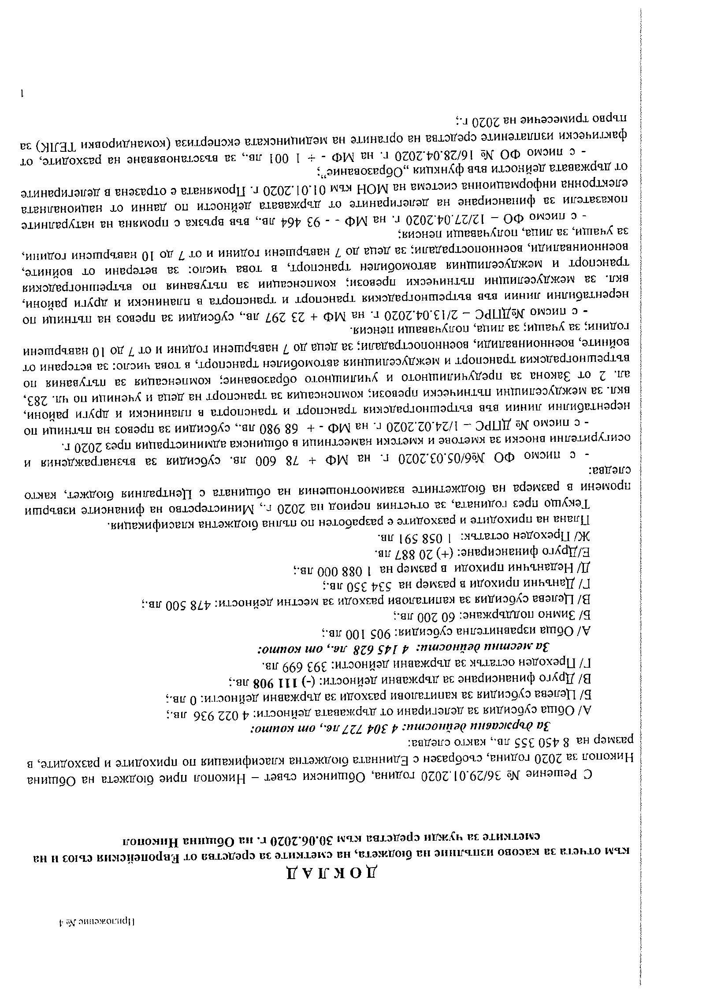 Приложение № 4
Д О К Л А Д
към отчета за касово изпълние на бюджета, на сметките за средства от Европейския съюз и на
сметките за чужди средства към 30.06.2020 г. на Община Никопол
С Решение № 36/29.01.2020 година, Общински съвет – Никопол прие бюджета на Община
Никопол за 2020 година, съобразен с Единната бюджетна класификация по приходите и разходите, в
размер на 8 450 355 лв., както следва:
За държавни дейности: 4 304 727 лв., от които:
А/ Обща субсидия за делегирани от държавата дейности: 4 022 936 лв.;
Б/ Целева субсидия за капиталови разходи за държавни дейности: 0 лв.;
В/ Друго финансиране за държавни дейности: (-) 111 908 лв.;
Г/ Преходен остатък за държавни дейности: 393 699 лв.
За местни дейности: 4 145 628 лв., от които:
А/ Обща изравнителна субсидия: 905 100 лв.;
Б/ Зимно поддържане: 60 200 лв.;
В/ Целева субсидия за капиталови разходи за местни дейности: 478 500 лв.;
Г/ Данъчни приходи в размер на 534 350 лв.;
Д/ Неданъчни приходи в размер на 1 088 000 лв.;
Е/Друго финансиране: (+) 20 887 лв.
Ж/ Преходен остатък: 1 058 591 лв.
Плана на приходите и разходите е разработен по пълна бюджетна класификация.
Текущо през годината, за отчетния период на 2020 г., Министерство на финансите извърши
промени в размера на бюджетните взаимоотношения на общината с Централния бюджет, както
следва:
- с писмо ФО №6/05.03.2020 г. на МФ + 78 600 лв. субсидия за възнаграждения и
осигурителни вноски за кметове и кметски наместници в общинска администрация през 2020 г.
- с писмо № ДПРС – 1/24.02.2020 г. на МФ - + 68 980 лв., субсидии за превоз на пътници по
нерентабилни линии във вътрешноградския транспорт и транспорта в планински и други райони,
вкл. за междуселищни пътнически превози; компенсация за транспорт на деца и ученици по чл. 283,
ал. 2 от Закона за предучилищното и училищното образование; компенсация за пътувания по
вътрешноградския транспорт и междуселищния автомобилен транспорт, в това число: за ветерани от
войните, военноинвалиди, военнопострадали; за деца до 7 навършени години и от 7 до 10 навършени
години; за учащи; за лица, получаващи пенсия.
- с писмо №ДПРС – 2/13.04.2020 г. на МФ + 23 297 лв., субсидии за превоз на пътници по
нерентабилни линии във вътрешноградския транспорт и транспорта в планински и други райони,
вкл. за междуселищни пътнически превози; компенсации за пътувания по вътрешноградския
транспорт и междуселищния автомобилен транспорт, в това число: за ветерани от войните,
военноинвалиди, военнопострадали; за деца до 7 навършени години и от 7 до 10 навършени години,
за учащи, за лица, получаващи пенсия;
- с писмо ФО – 12/27.04.2020 г. на МФ - - 93 464 лв., във връзка с промяна на натуралните
показатели за финансиране на делегираните от държавата дейности по данни от националната
електронна информационна система на МОН към 01.01.2020 г. Промяната е отразена в делегираните
от държавата дейности във функция “Образование”;
- с писмо ФО № 16/28.04.2020 г. на МФ - + 1 001 лв., за възстановяване на разходите, от
фактически изплатените средства на органите на медицинската експертиза (командировки ТЕЛК) за
първо тримесечие на 2020 г.;
1